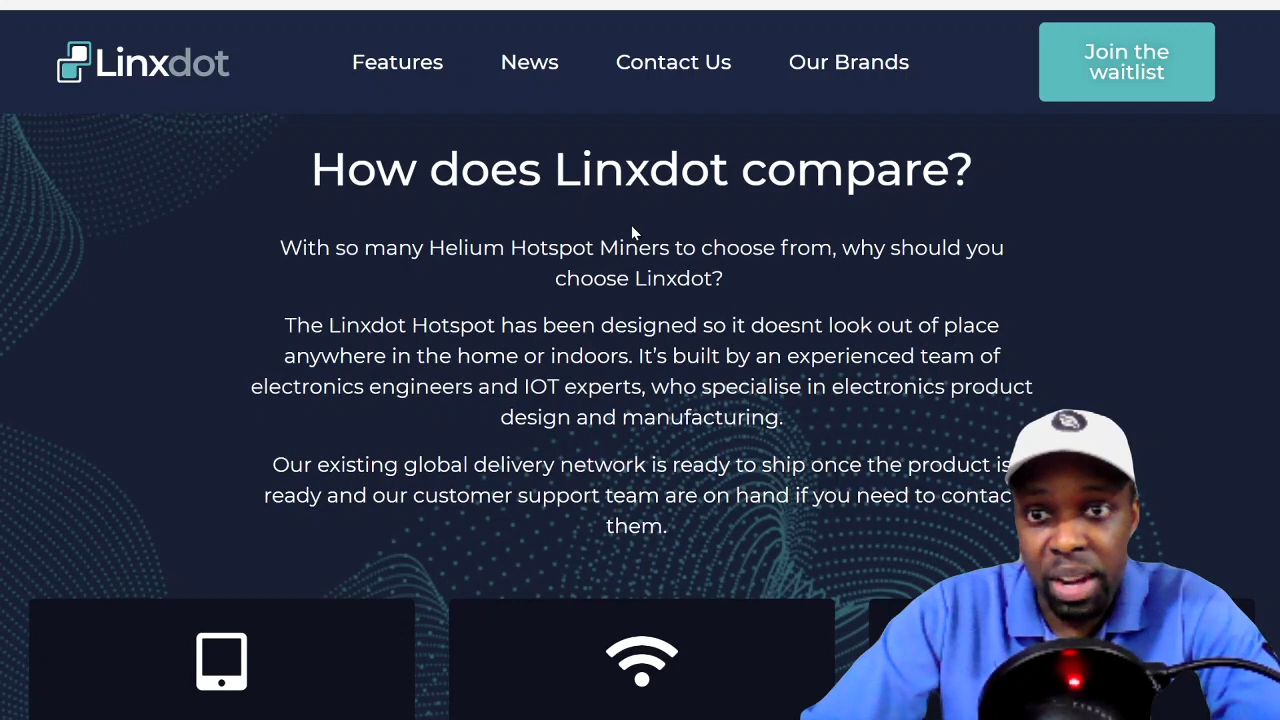 Linxdot
Features
News
Contact Us
Our Brands
Join the
waitlist
How does Linxdot compare?
With so many Helium Hotspot Miners to choose from, why should you
choose Linxdot?
The Linxdot Hotspot has been designed so it doesnt look out of place
anywhere in the home or indoors. It’s built by an experienced team of
electronics engineers and IOT experts, who specialise in electronics product
design and manufacturing.
Our existing global delivery network is ready to ship once the product is
ready and our customer support team are on hand if you need to contac
them.